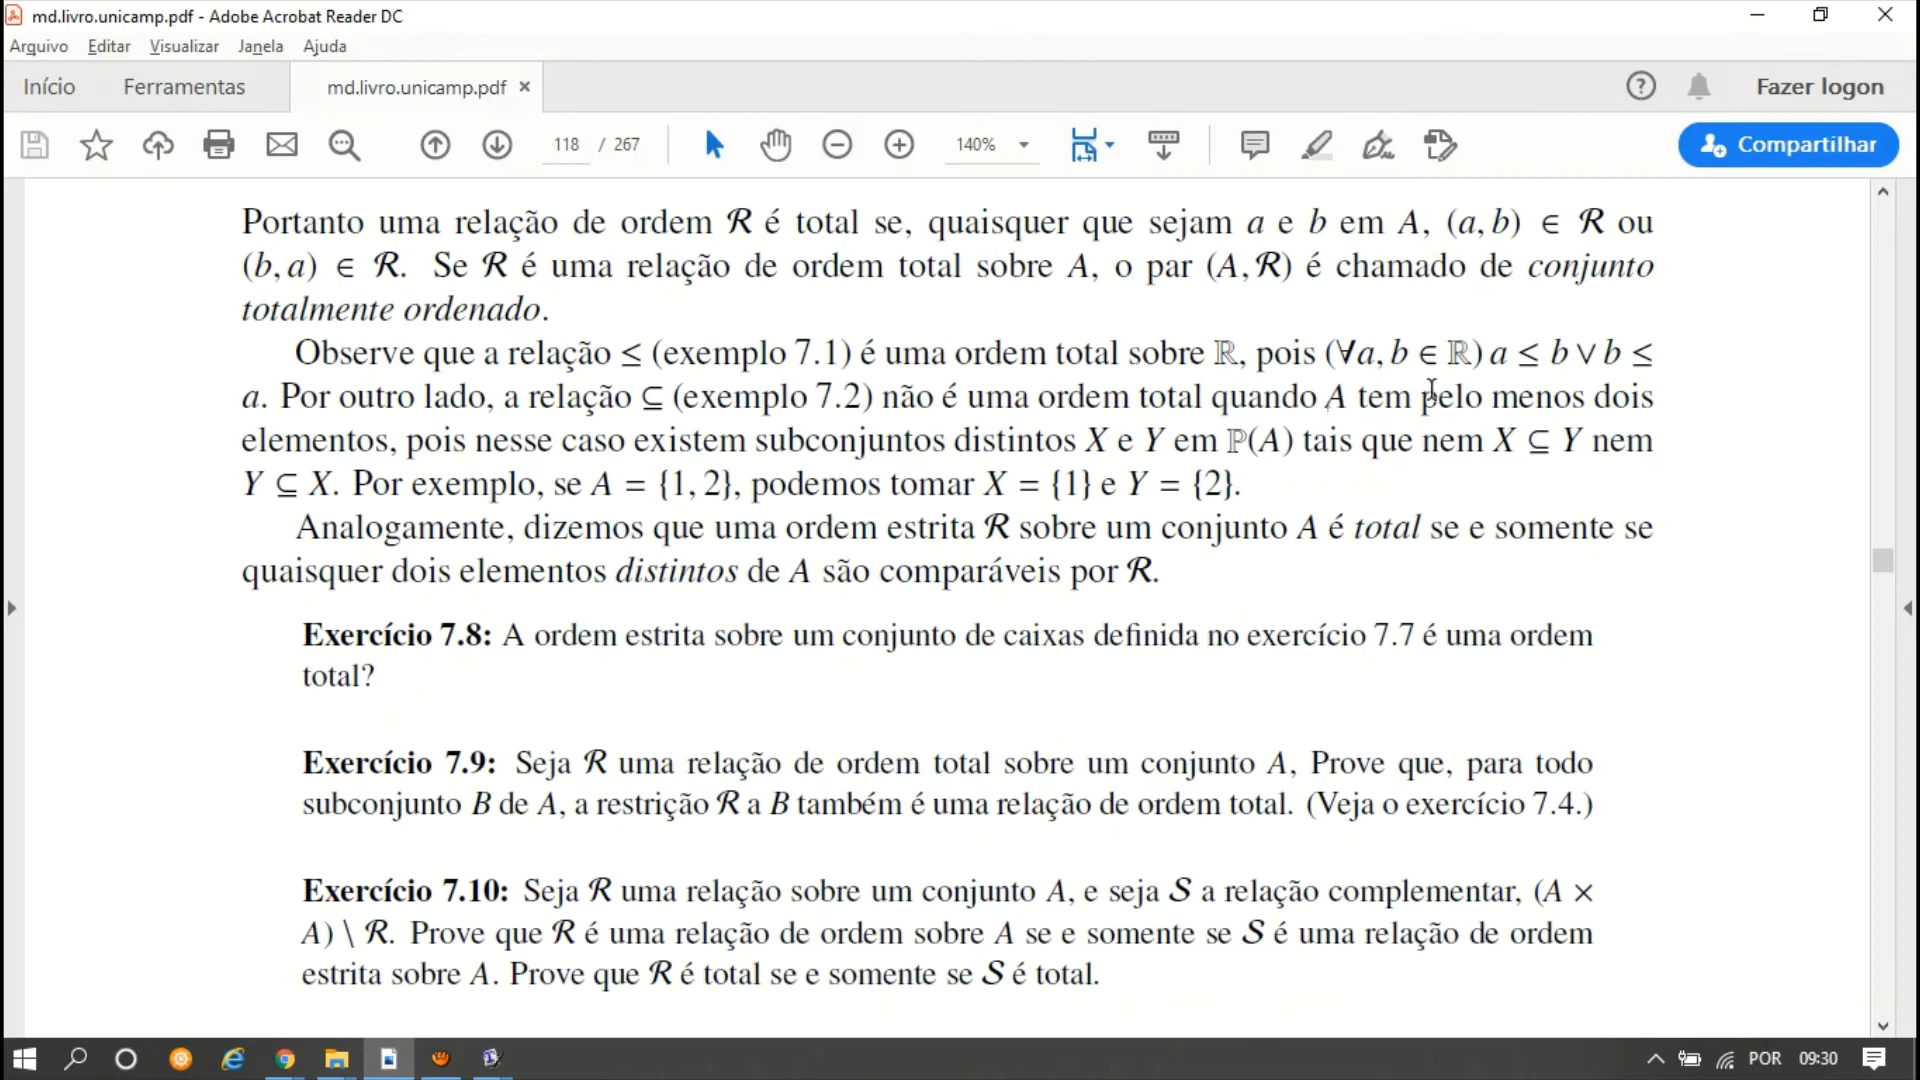 md.livro.unicamp.pdf - Adobe Acrobat Reader DC
Arquivo Editar Visualizar Janela Ajuda
Início Ferramentas md.livro.unicamp.pdf × Fazer logon
118 / 267 140% Compartilhar
Portanto uma relação de ordem ℛ é total se, quaisquer que sejam a e b em A, (a, b) ∈ ℛ ou
(b, a) ∈ ℛ. Se ℛ é uma relação de ordem total sobre A, o par (A, ℛ) é chamado de conjunto
totalmente ordenado.
Observe que a relação ≤ (exemplo 7.1) é uma ordem total sobre ℝ, pois (∀a, b ∈ ℝ) a ≤ b ∨ b ≤
a. Por outro lado, a relação ⊆ (exemplo 7.2) não é uma ordem total quando A tem pelo menos dois
elementos, pois nesse caso existem subconjuntos distintos X e Y em ℙ(A) tais que nem X ⊆ Y nem
Y ⊆ X. Por exemplo, se A = {1, 2}, podemos tomar X = {1} e Y = {2}.
Analogamente, dizemos que uma ordem estrita ℛ sobre um conjunto A é total se e somente se
quaisquer dois elementos distintos de A são comparáveis por ℛ.
Exercício 7.8: A ordem estrita sobre um conjunto de caixas definida no exercício 7.7 é uma ordem
total?
Exercício 7.9: Seja ℛ uma relação de ordem total sobre um conjunto A, Prove que, para todo
subconjunto B de A, a restrição ℛ a B também é uma relação de ordem total. (Veja o exercício 7.4.)
Exercício 7.10: Seja ℛ uma relação sobre um conjunto A, e seja 𝒮 a relação complementar, (A ×
A) \ ℛ. Prove que ℛ é uma relação de ordem sobre A se e somente se 𝒮 é uma relação de ordem
estrita sobre A. Prove que ℛ é total se e somente se 𝒮 é total.
POR 09:30